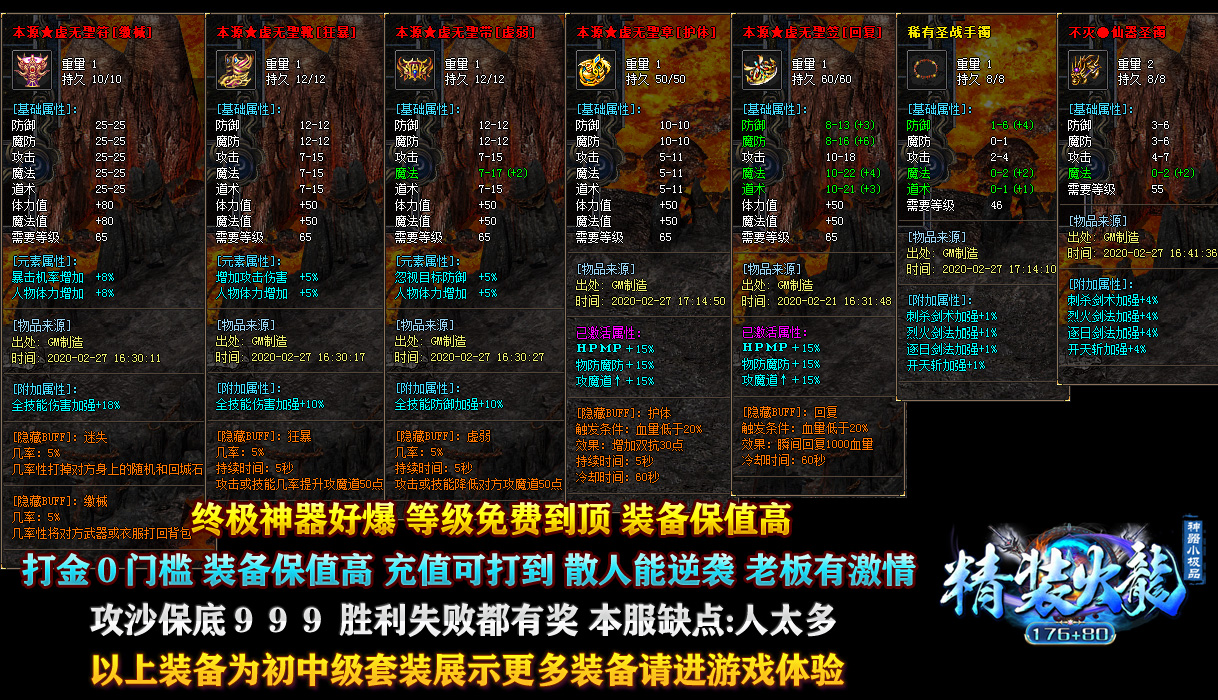 本源★虚无聖符[缴械]
重量 1
持久 10/10
[基础属性]:
防御 25-25
魔防 25-25
攻击 25-25
魔法 25-25
道术 25-25
体力值 +80
魔法值 +80
需要等级 65
[元素属性]:
暴击机率增加 +8%
人物体力增加 +8%
[物品来源]
出处: GM制造
时间: 2020-02-27 16:30:11
[附加属性]:
全技能伤害加强+18%
[隐藏BUFF]: 迷失
几率: 5%
几率性打掉对方身上的随机和回城石
[隐藏BUFF]: 缴械
几率: 5%
几率性将对方武器或衣服打回背包
本源★虚无聖靴[狂暴]
重量 1
持久 12/12
[基础属性]:
防御 12-12
魔防 12-12
攻击 7-15
魔法 7-15
道术 7-15
体力值 +50
魔法值 +50
需要等级 65
[元素属性]:
增加攻击伤害 +5%
人物体力增加 +5%
[物品来源]
出处: GM制造
时间: 2020-02-27 16:30:17
[附加属性]:
全技能伤害加强+10%
[隐藏BUFF]: 狂暴
几率: 5%
持续时间: 5秒
攻击或技能几率提升攻魔道50点
本源★虚无聖带[虚弱]
重量 1
持久 12/12
[基础属性]:
防御 12-12
魔防 12-12
攻击 7-15
魔法 7-17 (+2)
道术 7-15
体力值 +50
魔法值 +50
需要等级 65
[元素属性]:
忽视目标防御 +5%
人物体力增加 +5%
[物品来源]
出处: GM制造
时间: 2020-02-27 16:30:27
[附加属性]:
全技能防御加强+10%
[隐藏BUFF]: 虚弱
几率: 5%
持续时间: 5秒
攻击或技能降低对方攻魔道50点
本源★虚无聖章[护体]
重量 1
持久 50/50
[基础属性]:
防御 10-10
魔防 10-10
攻击 5-11
魔法 5-11
道术 5-11
体力值 +50
魔法值 +50
需要等级 65
[物品来源]
出处: GM制造
时间: 2020-02-27 17:14:50
已激活属性:
HPMP+15%
物防魔防+15%
攻魔道↑+15%
[隐藏BUFF]: 护体
触发条件: 血量低于20%
效果: 增加双抗30点
持续时间: 5秒
冷却时间: 60秒
本源★虚无聖笠[回复]
重量 1
持久 60/60
[基础属性]:
防御 8-13 (+3)
魔防 8-16 (+6)
攻击 10-18
魔法 10-22 (+4)
道术 10-21 (+3)
体力值 +50
魔法值 +50
需要等级 65
[物品来源]
出处: GM制造
时间: 2020-02-21 16:31:48
已激活属性:
HPMP+15%
物防魔防+15%
攻魔道↑+15%
[隐藏BUFF]: 回复
触发条件: 血量低于20%
效果: 瞬间回复1000血量
冷却时间: 60秒
稀有圣战手镯
重量 1
持久 8/8
[基础属性]:
防御 1-6 (+4)
魔防 0-1
攻击 2-4
魔法 0-2 (+2)
道术 0-1 (+1)
需要等级 46
[物品来源]
出处: GM制造
时间: 2020-02-27 17:14:10
[附加属性]:
刺杀剑术加强+1%
烈火剑法加强+1%
逐日剑法加强+1%
开天斩加强+1%
不灭●仙器圣镯
重量 2
持久 8/8
[基础属性]:
防御 3-6
魔防 3-6
攻击 4-7
魔法 0-2 (+2)
需要等级 55
[物品来源]
出处: GM制造
时间: 2020-02-27 16:41:36
[附加属性]:
刺杀剑术加强+4%
烈火剑法加强+4%
逐日剑法加强+4%
开天斩加强+4%
终极神器好爆 等级免费到顶 装备保值高
打金0门槛 装备保值高 充值可打到 散人能逆袭 老板有激情
攻沙保底9 9 9 胜利失败都有奖 本服缺点:人太多
以上装备为初中级套装展示更多装备请进游戏体验
精装火龍
神器小极品
176+80